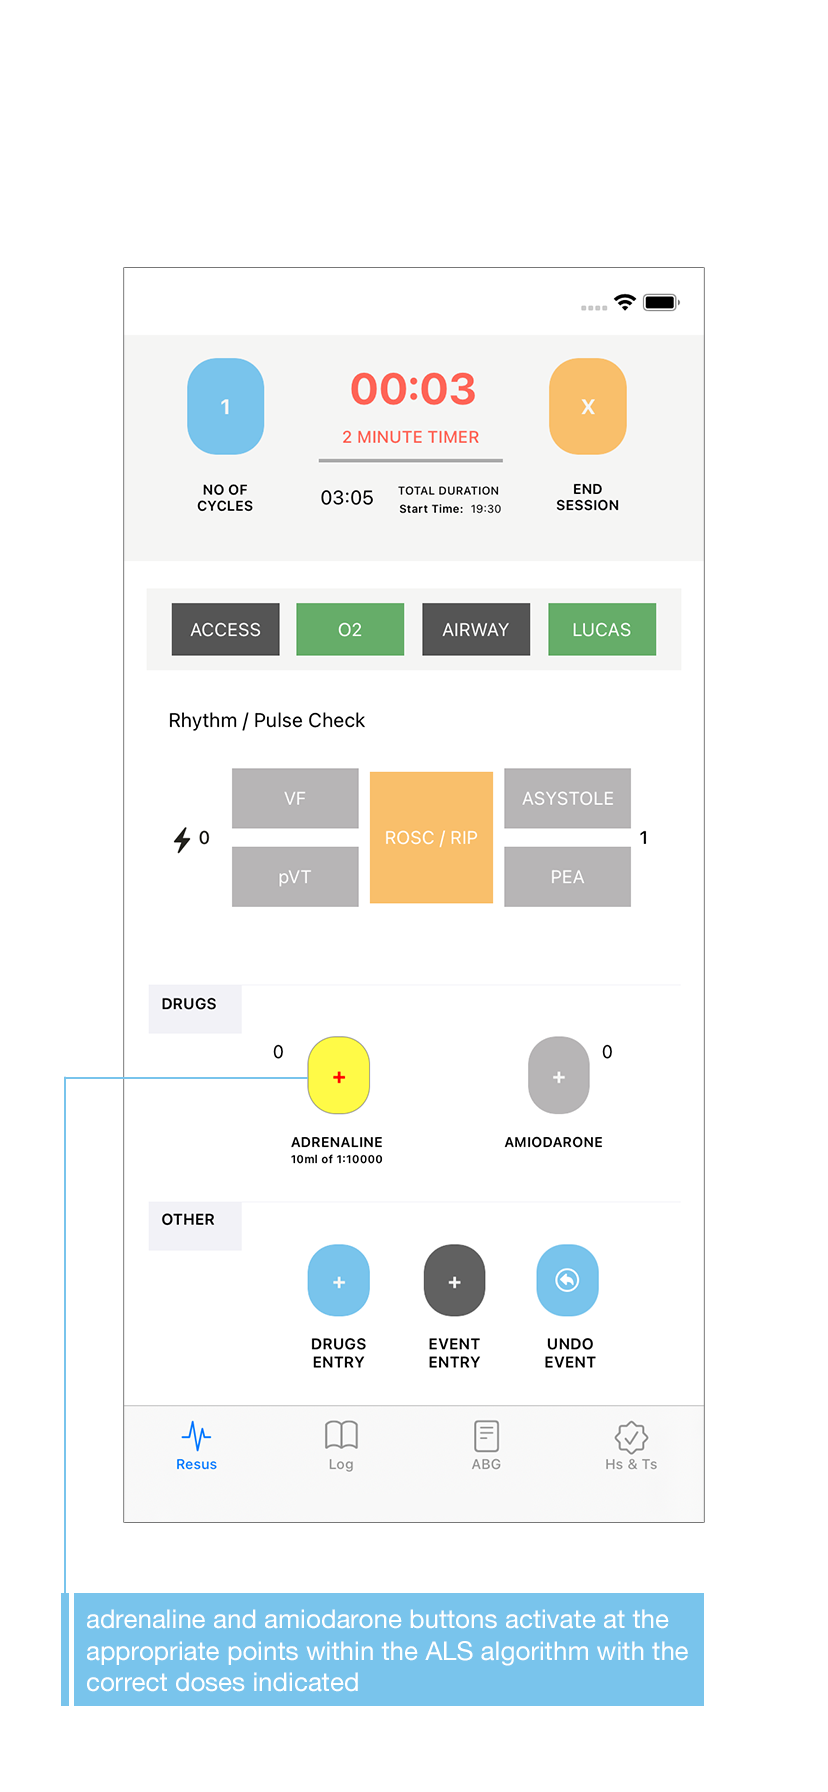 1
00:03
2 MINUTE TIMER
X
NO OF
CYCLES
03:05
TOTAL DURATION
Start Time: 19:30
END
SESSION
ACCESS
O2
AIRWAY
LUCAS
Rhythm / Pulse Check
0
VF
pVT
ROSC / RIP
ASYSTOLE
PEA
1
DRUGS
0
+
ADRENALINE
10ml of 1:10000
+
0
AMIODARONE
OTHER
+
DRUGS
ENTRY
+
EVENT
ENTRY
UNDO
EVENT
Resus
Log
ABG
Hs & Ts
adrenaline and amiodarone buttons activate at the
appropriate points within the ALS algorithm with the
correct doses indicated